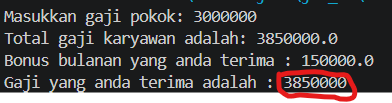 Masukkan gaji pokok: 3000000
Total gaji karyawan adalah: 3850000.0
Bonus bulanan yang anda terima : 150000.0
Gaji yang anda terima adalah : 3850000